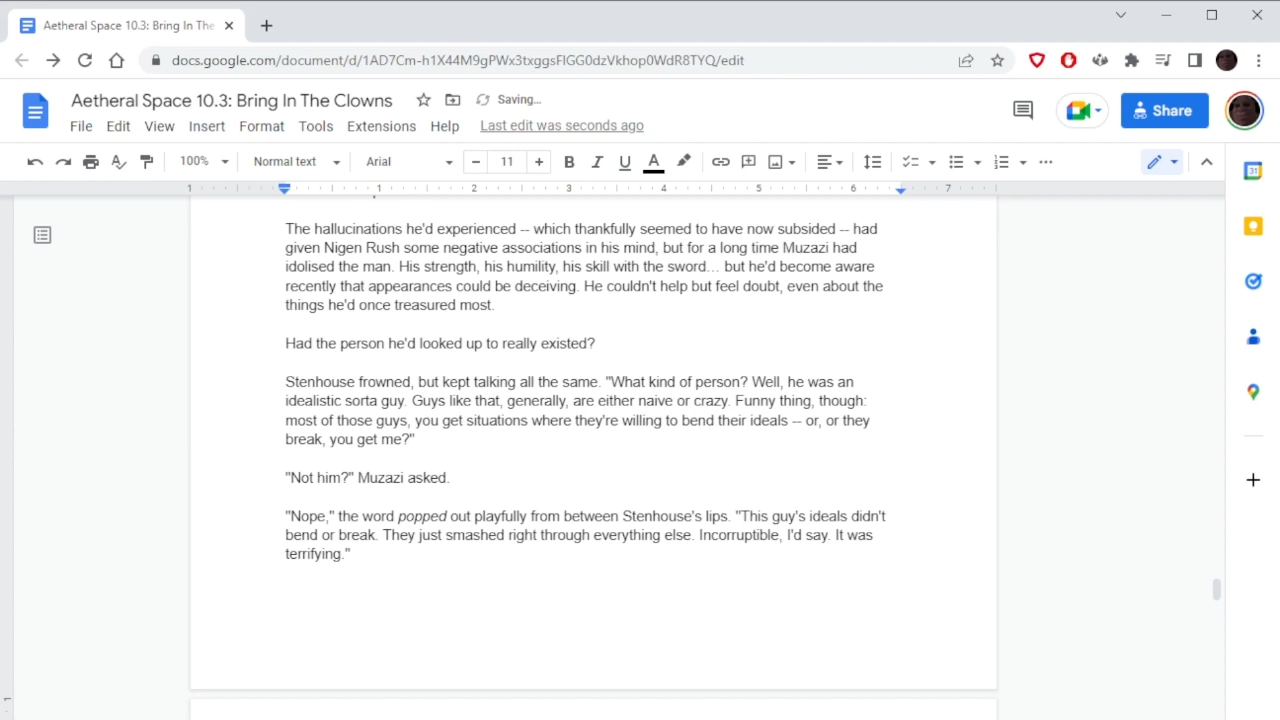 Aetheral Space 10.3: Bring In The
docs.google.com/document/d/1AD7Cm-h1X44M9gPWx3txggsFlGG0dzVkhop0WdR8TYQ/edit
Aetheral Space 10.3: Bring In The Clowns
Saving...
File Edit View Insert Format Tools Extensions Help Last edit was seconds ago
Share
100% Normal text Arial 11
1 1 2 3 4 5 6 7
31
The hallucinations he'd experienced -- which thankfully seemed to have now subsided -- had
given Nigen Rush some negative associations in his mind, but for a long time Muzazi had
idolised the man. His strength, his humility, his skill with the sword... but he'd become aware
recently that appearances could be deceiving. He couldn't help but feel doubt, even about the
things he'd once treasured most.
Had the person he'd looked up to really existed?
Stenhouse frowned, but kept talking all the same. "What kind of person? Well, he was an
idealistic sorta guy. Guys like that, generally, are either naive or crazy. Funny thing, though:
most of those guys, you get situations where they're willing to bend their ideals -- or, or they
break, you get me?"
"Not him?" Muzazi asked.
"Nope," the word popped out playfully from between Stenhouse's lips. "This guy's ideals didn't
bend or break. They just smashed right through everything else. Incorruptible, I'd say. It was
terrifying."